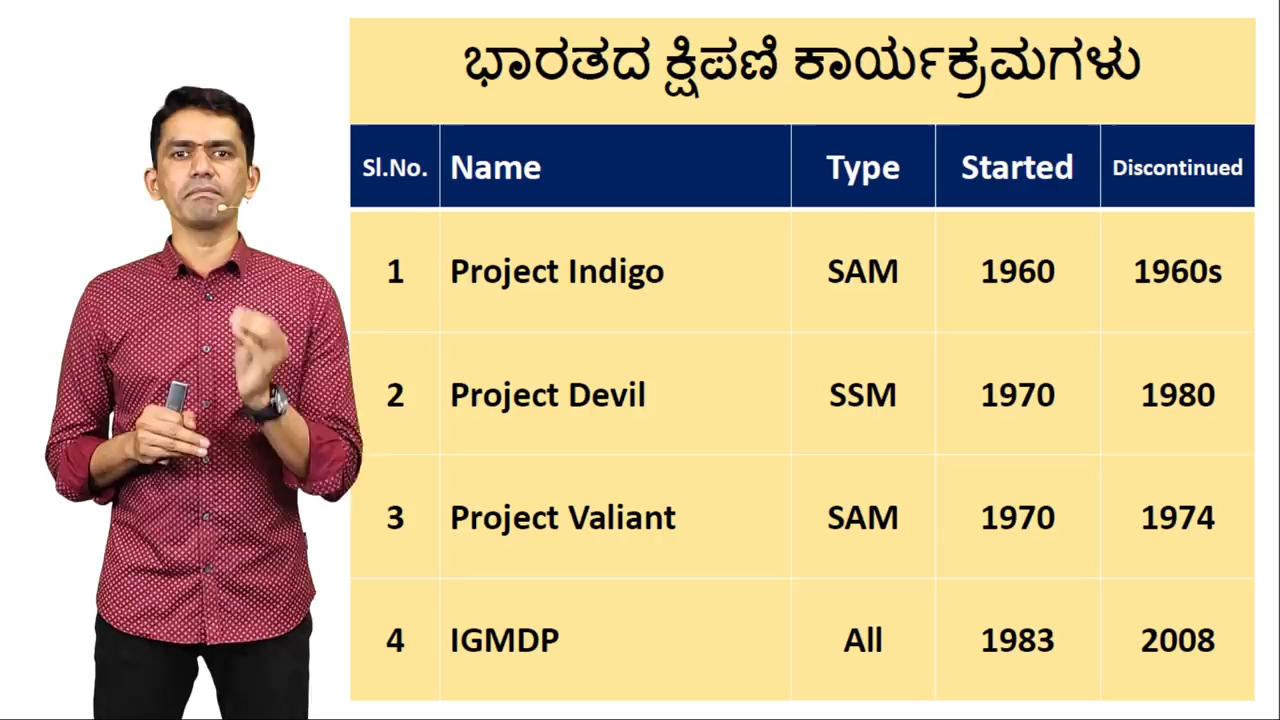 ಭಾರತದ ಕ್ಷಿಪಣಿ ಕಾರ್ಯಕ್ರಮಗಳು
Sl.No. Name Type Started Discontinued
1 Project Indigo SAM 1960 1960s
2 Project Devil SSM 1970 1980
3 Project Valiant SAM 1970 1974
4 IGMDP All 1983 2008